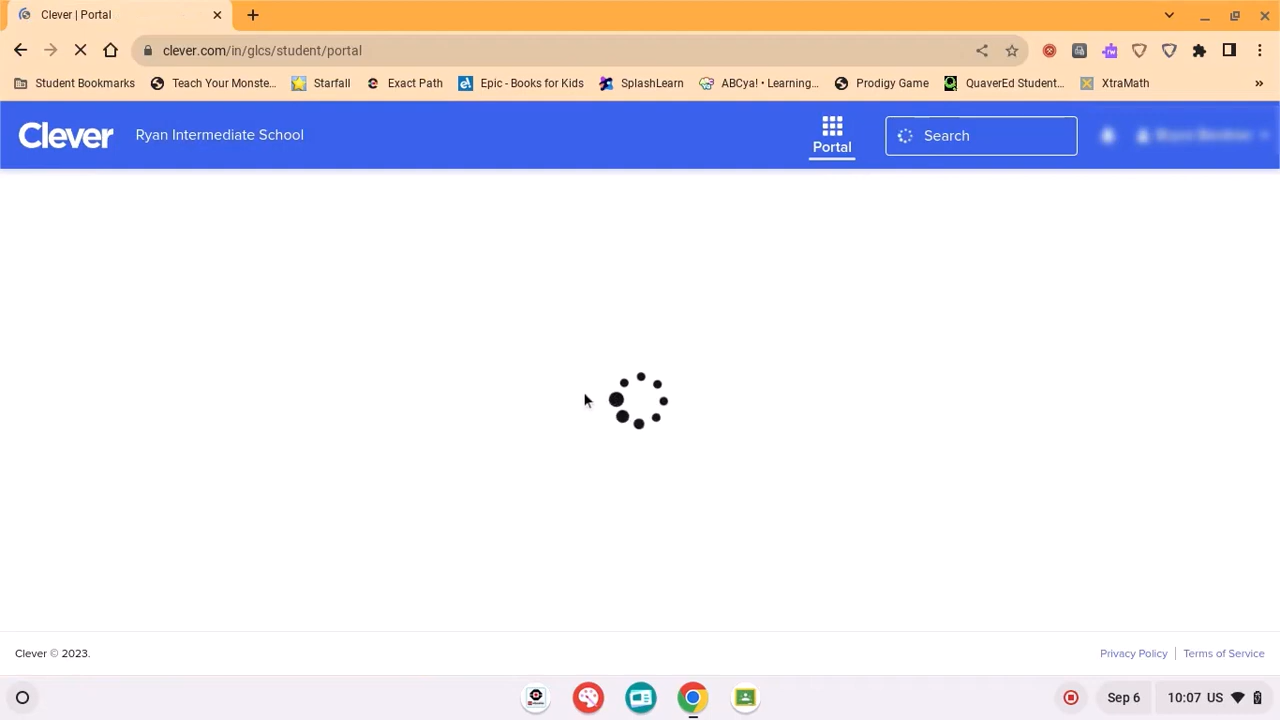 Clever | Portal
clever.com/in/glcs/student/portal
Student Bookmarks Teach Your Monste... Starfall Exact Path Epic - Books for Kids SplashLearn ABCya! • Learning... Prodigy Game QuaverEd Student... XtraMath »
Clever Ryan Intermediate School Portal Search
Clever © 2023. Privacy Policy Terms of Service
Sep 6 10:07 US